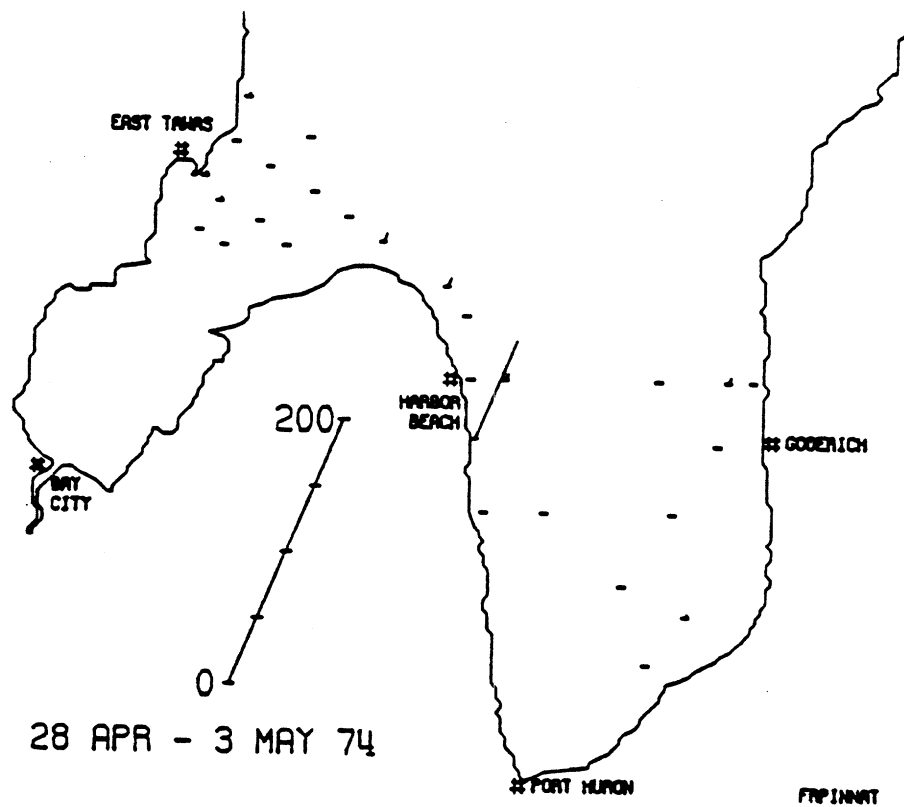 EAST TAWAS
#
#
HARBOR
BEACH
200
# GODERICH
#
BAY
CITY
0
28 APR - 3 MAY 74
# PORT HURON
FRPINNAT